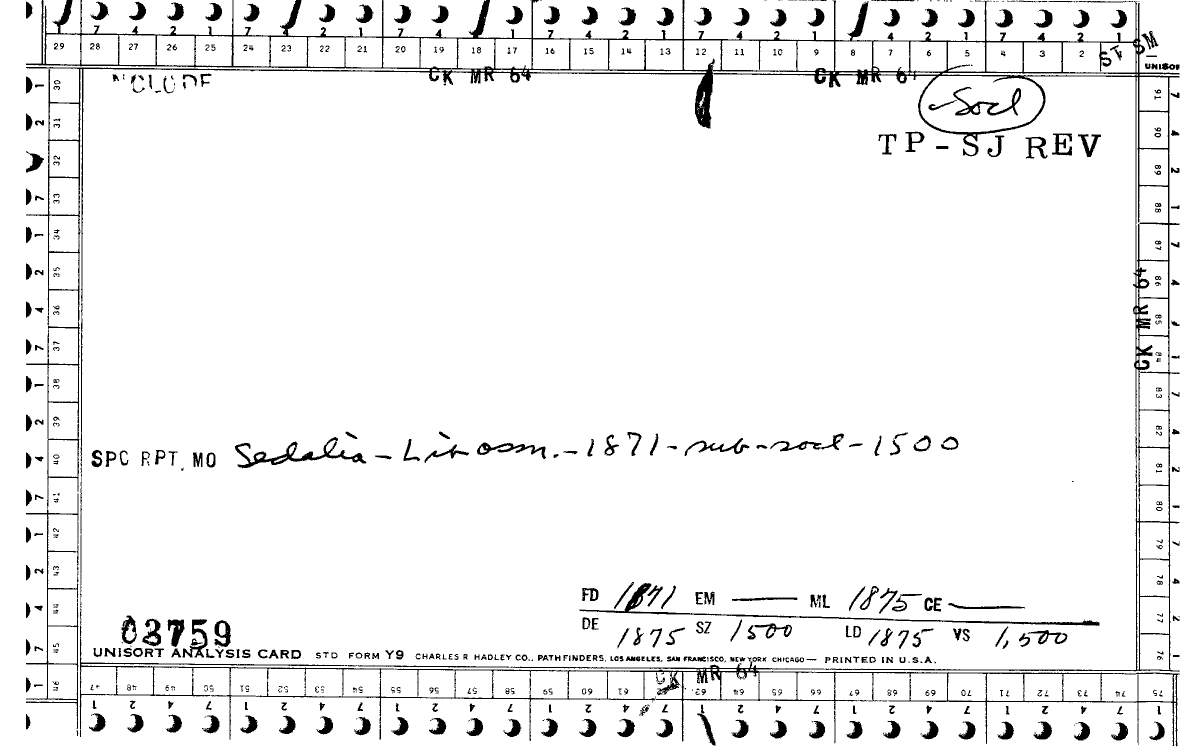 7 4 2 1 7 4 2 1 7 4 2 1 7 4 2 1 7 4 2 1 7 4 2 1 7 4 2 1
29 28 27 26 25 24 23 22 21 20 19 18 17 16 15 14 13 12 11 10 9 8 7 6 5 4 3 2
ST SM
UNISOR
CK MR 64 CK MR 64
Socl
TP-SJ REV
30 31 32 33 34 35 36 37 38 39 40 41 42 43 44 45 46
91 90 89 88 87 86 85 84 83 82 81 80 79 78 77 76
CK MR 64
SPC RPT, MO Sedalia - Lib assn. - 1871 - sub - socl - 1500
FD 1871 EM — ML 1875 CE —
DE 1875 SZ 1500 LD 1875 VS 1,500
03759
UNISORT ANALYSIS CARD STD FORM Y9 CHARLES R HADLEY CO., PATHFINDERS, LOS ANGELES, SAN FRANCISCO, NEW YORK CHICAGO — PRINTED IN U.S.A.
CK MR 64
47 48 49 50 51 52 53 54 55 56 57 58 59 60 61 62 63 64 65 66 67 68 69 70 71 72 73 74 75
1 2 4 7 1 2 4 7 1 2 4 7 1 2 4 7 1 2 4 7 1 2 4 7 1 2 4 7 1